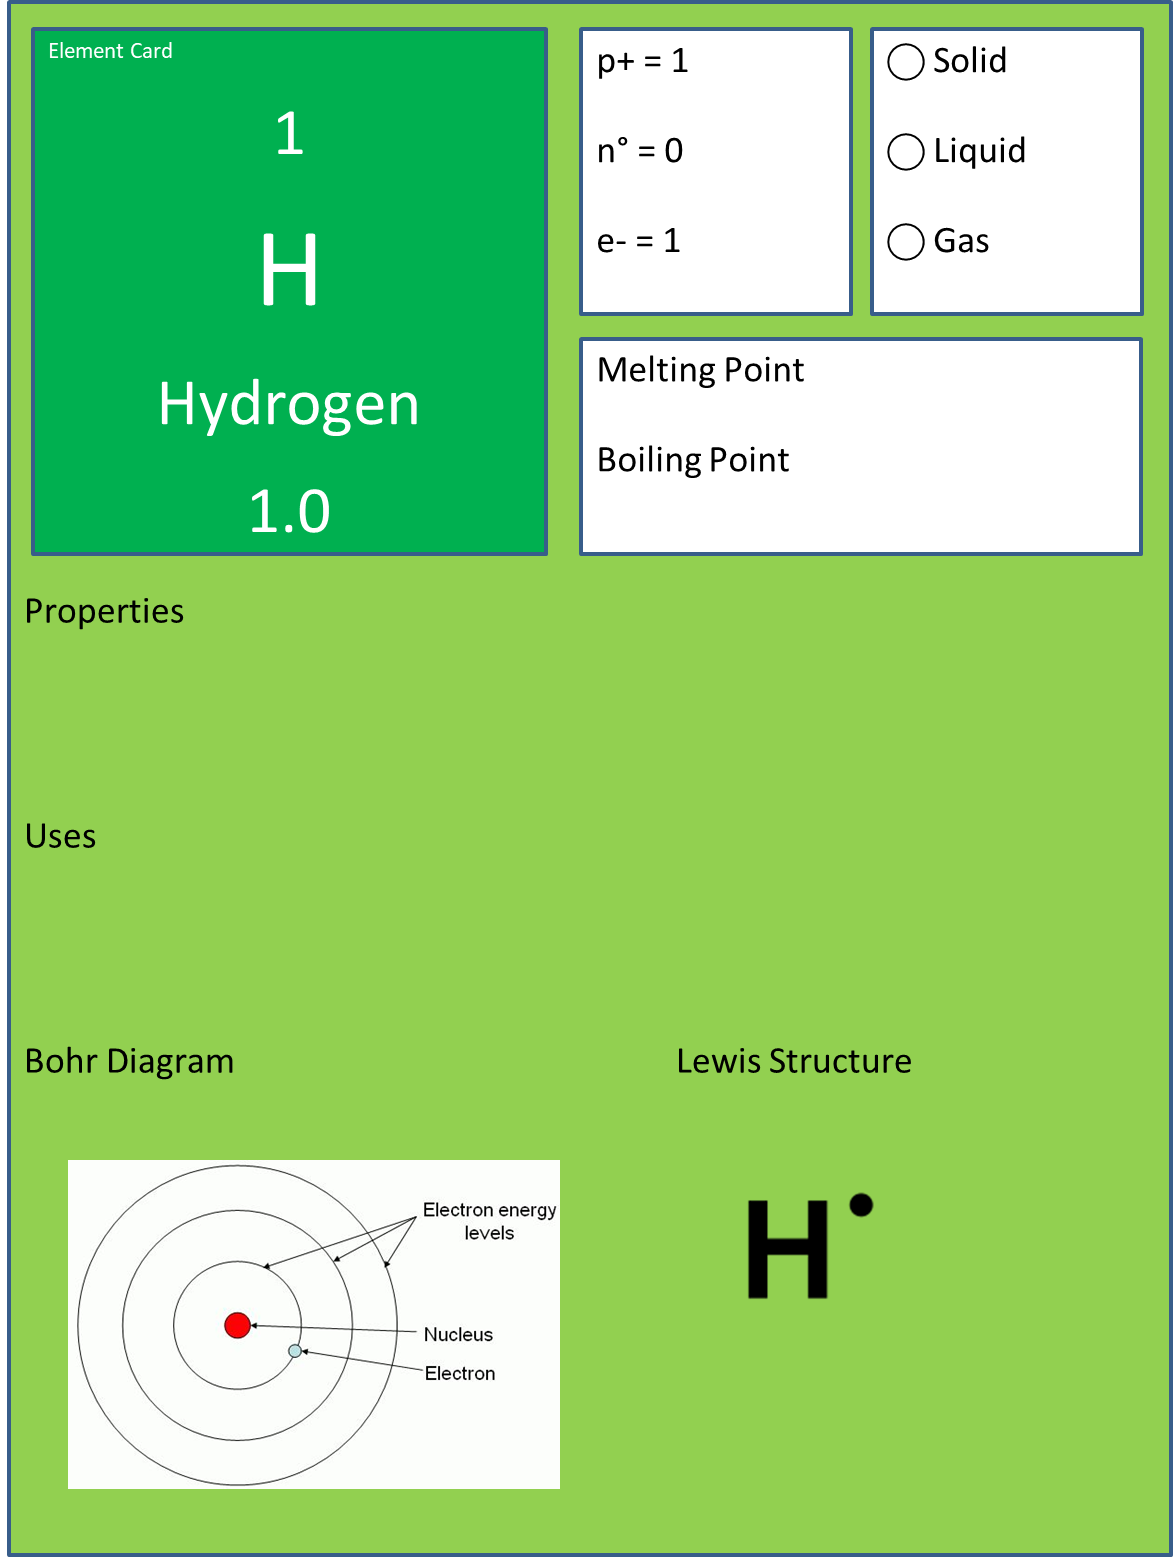 Element Card
1
H
Hydrogen
1.0
p+ = 1
n° = 0
e- = 1
Solid
Liquid
Gas
Melting Point
Boiling Point
Properties
Uses
Bohr Diagram
Electron energy
levels
Nucleus
Electron
Lewis Structure
H